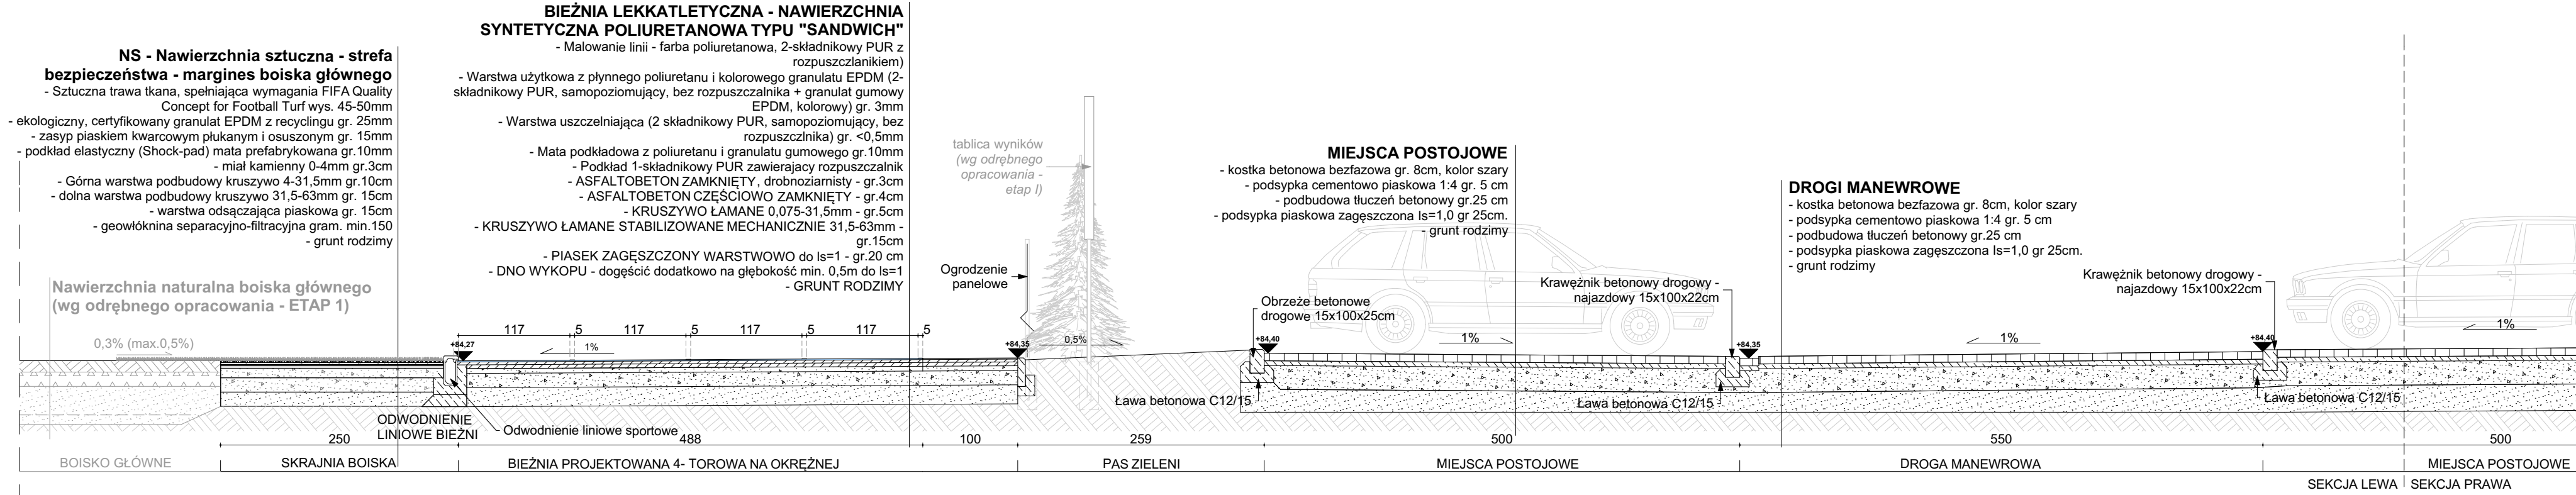 BIEŻNIA LEKKATLETYCZNA - NAWIERZCHNIA
SYNTETYCZNA POLIURETANOWA TYPU "SANDWICH"
- Malowanie linii - farba poliuretanowa, 2-składnikowy PUR z
rozpuszczlanikiem)
- Warstwa użytkowa z płynnego poliuretanu i kolorowego granulatu EPDM (2-
składnikowy PUR, samopoziomujący, bez rozpuszczalnika + granulat gumowy
EPDM, kolorowy) gr. 3mm
- Warstwa uszczelniająca (2 składnikowy PUR, samopoziomujący, bez
rozpuszczlnika) gr. <0,5mm
- Mata podkładowa z poliuretanu i granulatu gumowego gr.10mm
- Podkład 1-składnikowy PUR zawierajacy rozpuszczalnik
- ASFALTOBETON ZAMKNIĘTY, drobnoziarnisty - gr.3cm
- ASFALTOBETON CZĘŚCIOWO ZAMKNIĘTY - gr.4cm
- KRUSZYWO ŁAMANE 0,075-31,5mm - gr.5cm
- KRUSZYWO ŁAMANE STABILIZOWANE MECHANICZNIE 31,5-63mm -
gr.15cm
- PIASEK ZAGĘSZCZONY WARSTWOWO do Is=1 - gr.20 cm
- DNO WYKOPU - dogęścić dodatkowo na głębokość min. 0,5m do Is=1
- GRUNT RODZIMY
NS - Nawierzchnia sztuczna - strefa
bezpieczeństwa - margines boiska głównego
- Sztuczna trawa tkana, spełniająca wymagania FIFA Quality
Concept for Football Turf wys. 45-50mm
- ekologiczny, certyfikowany granulat EPDM z recyclingu gr. 25mm
- zasyp piaskiem kwarcowym płukanym i osuszonym gr. 15mm
- podkład elastyczny (Shock-pad) mata prefabrykowana gr.10mm
- miał kamienny 0-4mm gr.3cm
- Górna warstwa podbudowy kruszywo 4-31,5mm gr.10cm
- dolna warstwa podbudowy kruszywo 31,5-63mm gr. 15cm
- warstwa odsączająca piaskowa gr. 15cm
- geowłóknina separacyjno-filtracyjna gram. min.150
- grunt rodzimy
Nawierzchnia naturalna boiska głównego
(wg odrębnego opracowania - ETAP 1)
0,3% (max.0,5%)
tablica wyników
(wg odrębnego
opracowania -
etap I)
Ogrodzenie
panelowe
MIEJSCA POSTOJOWE
- kostka betonowa bezfazowa gr. 8cm, kolor szary
- podsypka cementowo piaskowa 1:4 gr. 5 cm
- podbudowa tłuczeń betonowy gr.25 cm
- podsypka piaskowa zagęszczona Is=1,0 gr 25cm.
- grunt rodzimy
DROGI MANEWROWE
- kostka betonowa bezfazowa gr. 8cm, kolor szary
- podsypka cementowo piaskowa 1:4 gr. 5 cm
- podbudowa tłuczeń betonowy gr.25 cm
- podsypka piaskowa zagęszczona Is=1,0 gr 25cm.
- grunt rodzimy
Obrzeże betonowe
drogowe 15x100x25cm
Krawężnik betonowy drogowy -
najazdowy 15x100x22cm
Krawężnik betonowy drogowy -
najazdowy 15x100x22cm
117 5 117 5 117 5 117 5
1% 0,5% 1% 1% 1%
+84,27 +84,35 +84,40 +84,35 +84,40
Ława betonowa C12/15 Ława betonowa C12/15 Ława betonowa C12/15
ODWODNIENIE
LINIOWE BIEŻNI
Odwodnienie liniowe sportowe
250 488 100 259 500 550 500
BOISKO GŁÓWNE SKRAJNIA BOISKA BIEŻNIA PROJEKTOWANA 4- TOROWA NA OKRĘŻNEJ PAS ZIELENI MIEJSCA POSTOJOWE DROGA MANEWROWA MIEJSCA POSTOJOWE
SEKCJA LEWA SEKCJA PRAWA